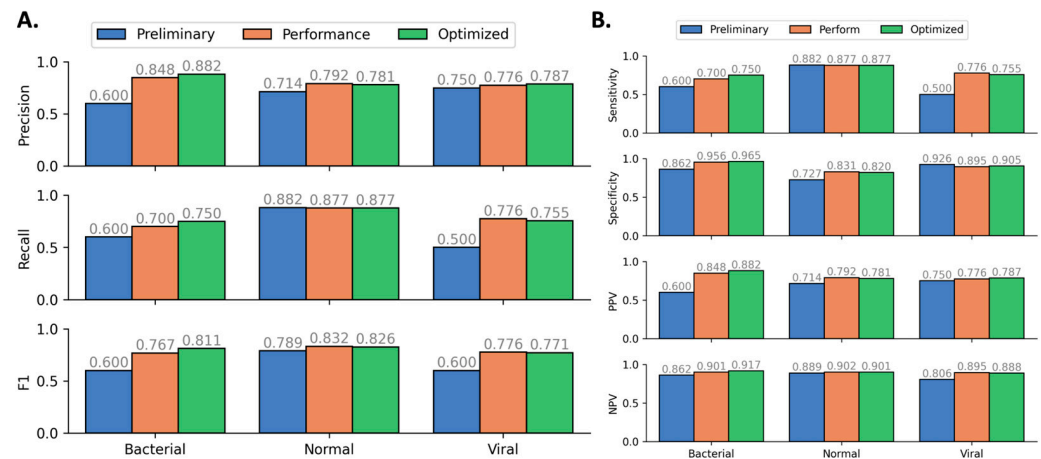 A.
Preliminary Performance Optimized
Precision
1.0
0.5
0.0
0.600 0.848 0.882 0.714 0.792 0.781 0.750 0.776 0.787
Recall
1.0
0.5
0.0
0.600 0.700 0.750 0.882 0.877 0.877 0.500 0.776 0.755
F1
1.0
0.5
0.0
0.600 0.767 0.811 0.789 0.832 0.826 0.600 0.776 0.771
Bacterial Normal Viral
B.
Preliminary Perform Optimized
Sensitivity
1.0
0.5
0.0
0.600 0.700 0.750 0.882 0.877 0.877 0.500 0.776 0.755
Specificity
1.0
0.5
0.0
0.862 0.956 0.965 0.727 0.831 0.820 0.926 0.895 0.905
PPV
1.0
0.5
0.0
0.600 0.848 0.882 0.714 0.792 0.781 0.750 0.776 0.787
NPV
1.0
0.5
0.0
0.862 0.901 0.917 0.889 0.902 0.901 0.806 0.895 0.888
Bacterial Normal Viral